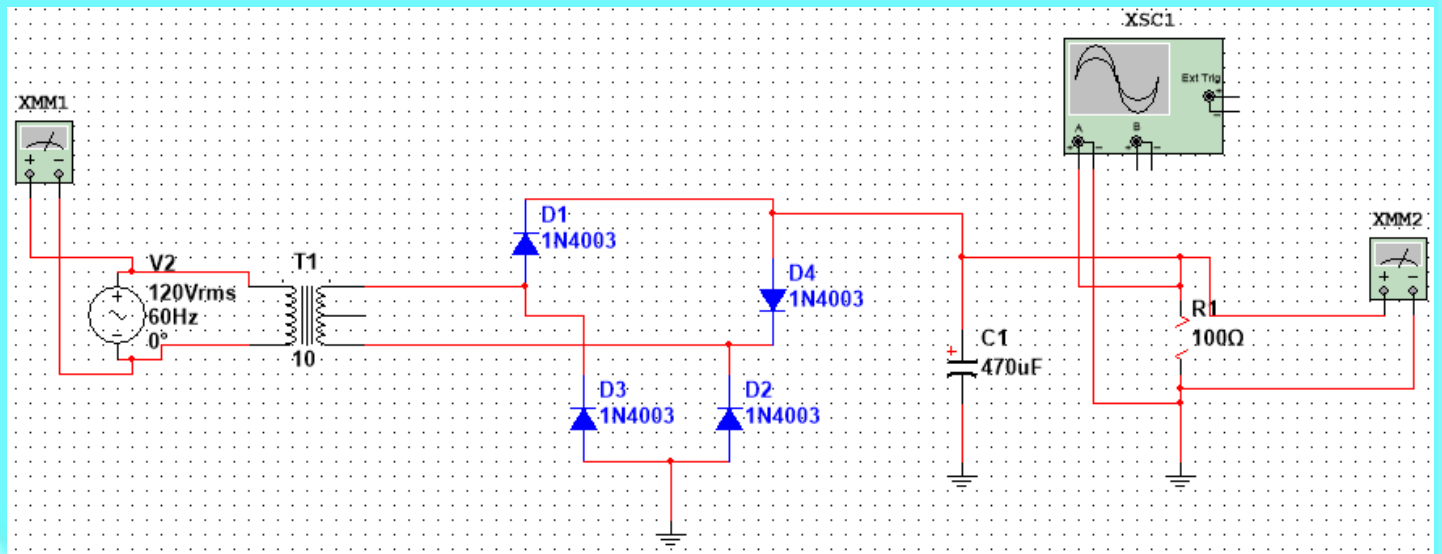 XSC1
Ext Trig
+
−
A
B
+ − + −
XMM1
+ −
XMM2
+ −
V2
120Vrms
60Hz
0°
+
−
T1
10
D1
1N4003
D4
1N4003
D3
1N4003
D2
1N4003
+
C1
470uF
R1
100Ω